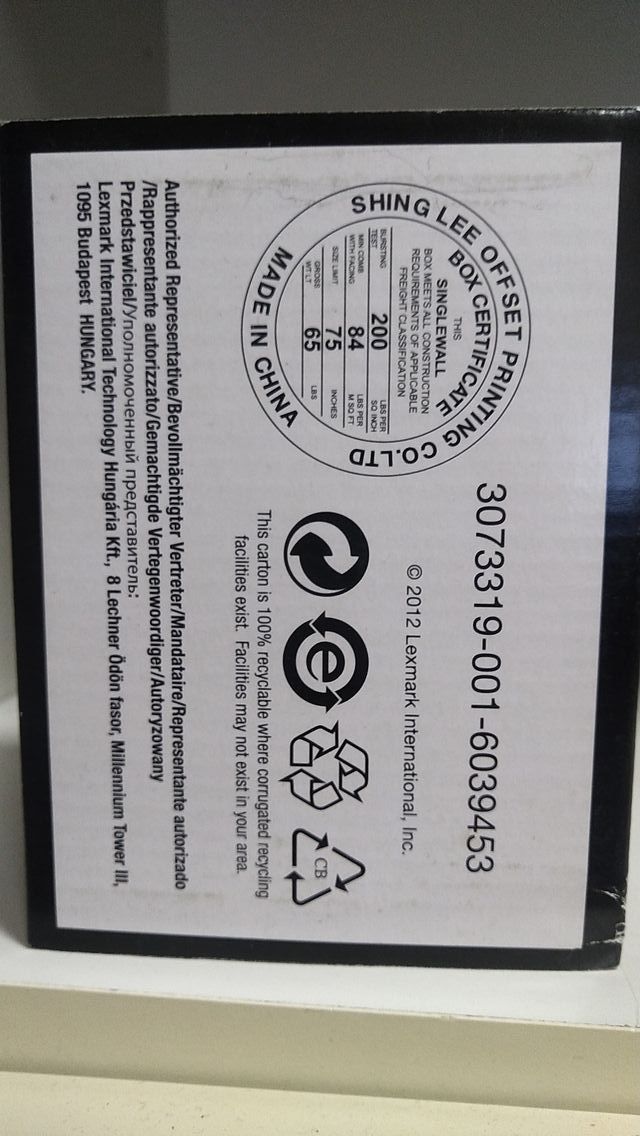 3073319-001-6039453
© 2012 Lexmark International, Inc.
SHING LEE OFFSET PRINTING CO.LTD
BOX CERTIFICATE
THIS
SINGLEWALL
BOX MEETS ALL CONSTRUCTION
REQUIREMENTS OF APPLICABLE
FREIGHT CLASSIFICATION
BURSTING TEST 200 LBS PER SQ INCH
MIN COMB WITH FACING 84 LBS PER M SQ FT
SIZE LIMIT 75 INCHES
GROSS WT LT 65 LBS
MADE IN CHINA
e
CB
This carton is 100% recyclable where corrugated recycling
facilities exist. Facilities may not exist in your area.
Authorized Representative/Bevollmächtigter Vertreter/Mandataire/Representante autorizado
/Rappresentante autorizzato/Gemachtigde Vertegenwoordiger/Autoryzowany
Przedstawiciel/Уполномоченный представитель:
Lexmark International Technology Hungária Kft., 8 Lechner Ödön fasor, Millennium Tower III,
1095 Budapest HUNGARY.